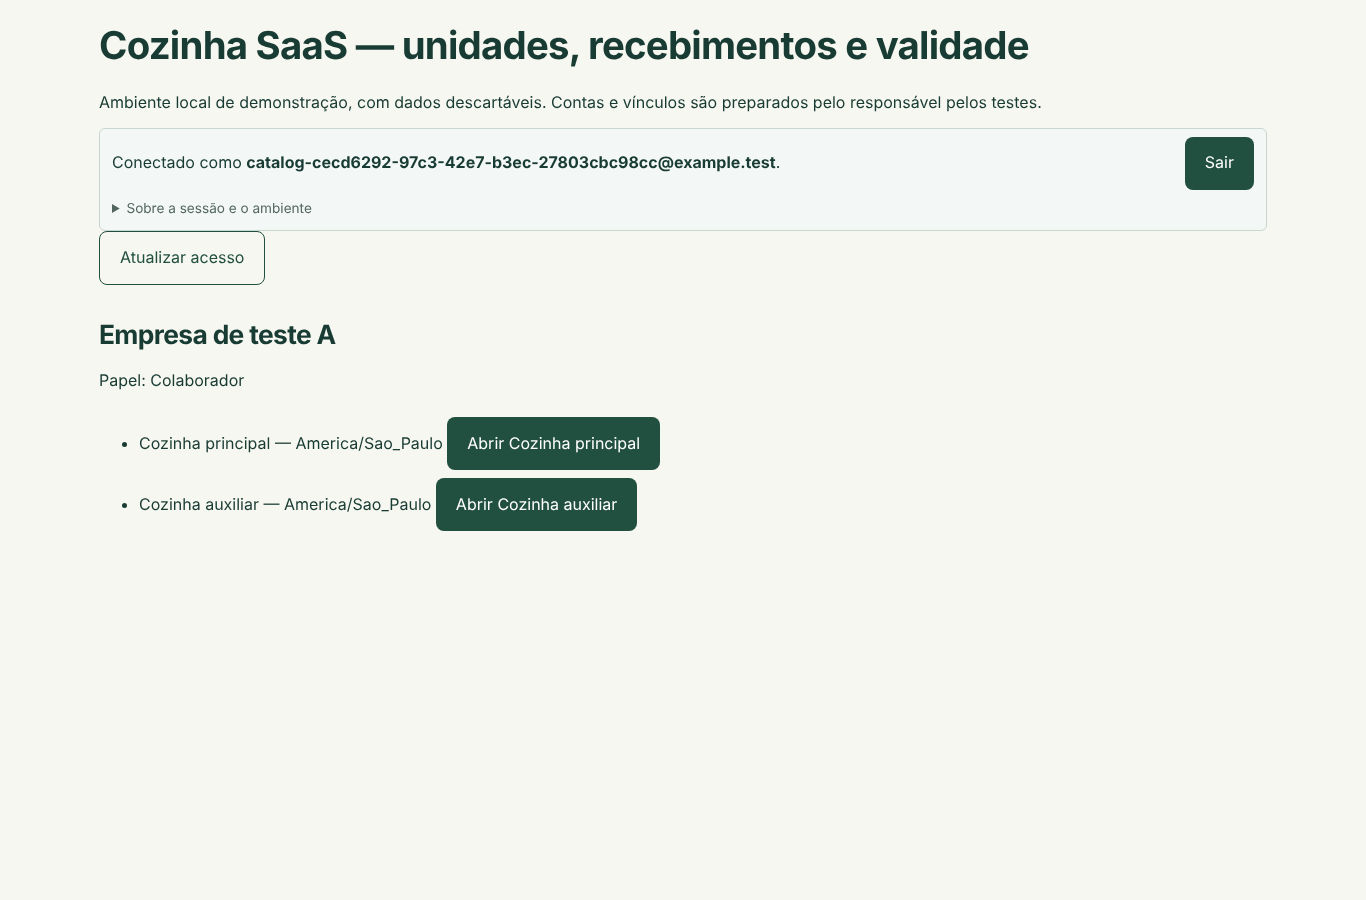 Cozinha SaaS — unidades, recebimentos e validade
Ambiente local de demonstração, com dados descartáveis. Contas e vínculos são preparados pelo responsável pelos testes.
Conectado como catalog-cecd6292-97c3-42e7-b3ec-27803cbc98cc@example.test.
Sair
Sobre a sessão e o ambiente
Atualizar acesso
Empresa de teste A
Papel: Colaborador
Cozinha principal — America/Sao_Paulo Abrir Cozinha principal
Cozinha auxiliar — America/Sao_Paulo Abrir Cozinha auxiliar